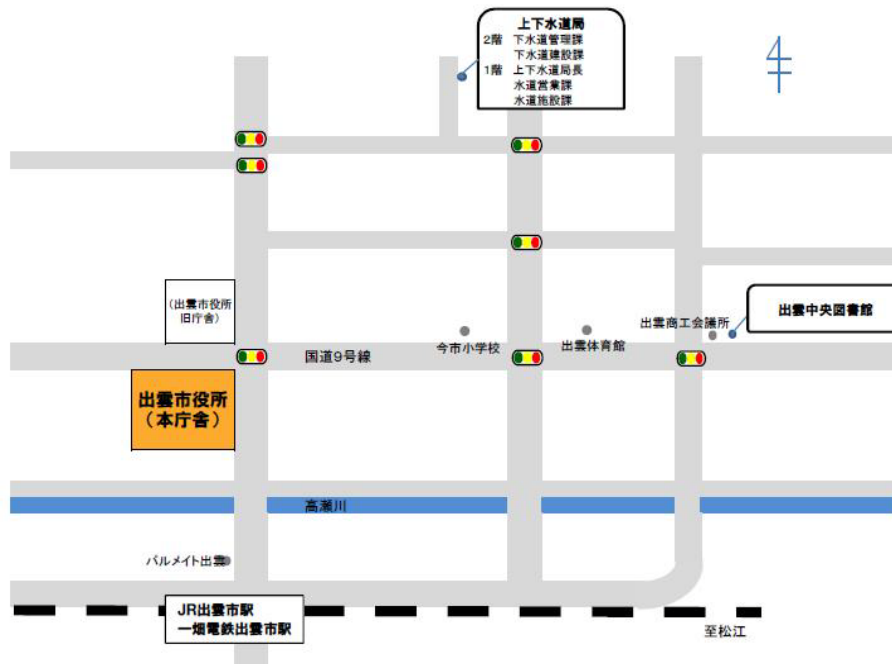 上下水道局
2階 下水道管理課
下水道建設課
1階 上下水道局長
水道営業課
水道施設課
(出雲市役所
旧庁舎)
出雲商工会議所
出雲中央図書館
国道9号線
今市小学校
出雲体育館
出雲市役所
(本庁舎)
高瀬川
パルメイト出雲
JR出雲市駅
一畑電鉄出雲市駅
至松江